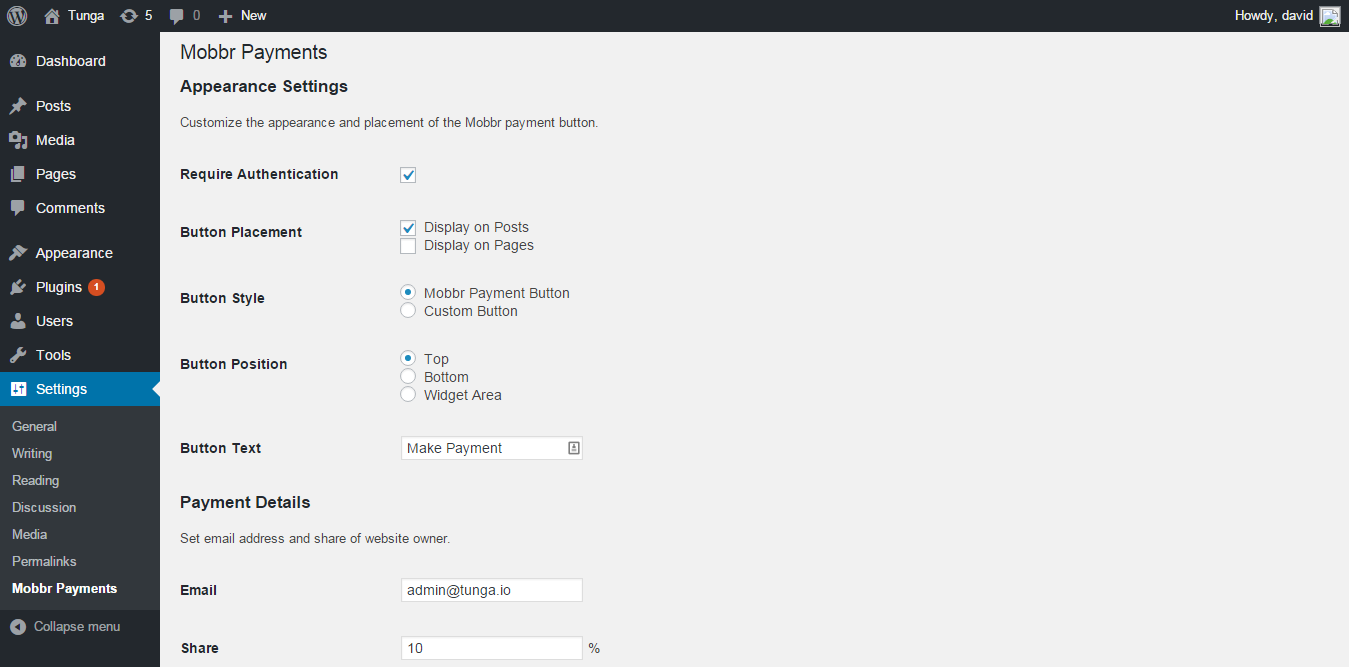 Tunga 5 0 New Howdy, david
Dashboard
Posts
Media
Pages
Comments
Appearance
Plugins 1
Users
Tools
Settings
General
Writing
Reading
Discussion
Media
Permalinks
Mobbr Payments
Collapse menu
Mobbr Payments
Appearance Settings
Customize the appearance and placement of the Mobbr payment button.
Require Authentication
Button Placement
Display on Posts
Display on Pages
Button Style
Mobbr Payment Button
Custom Button
Button Position
Top
Bottom
Widget Area
Button Text
Make Payment
Payment Details
Set email address and share of website owner.
Email
admin@tunga.io
Share
10 %